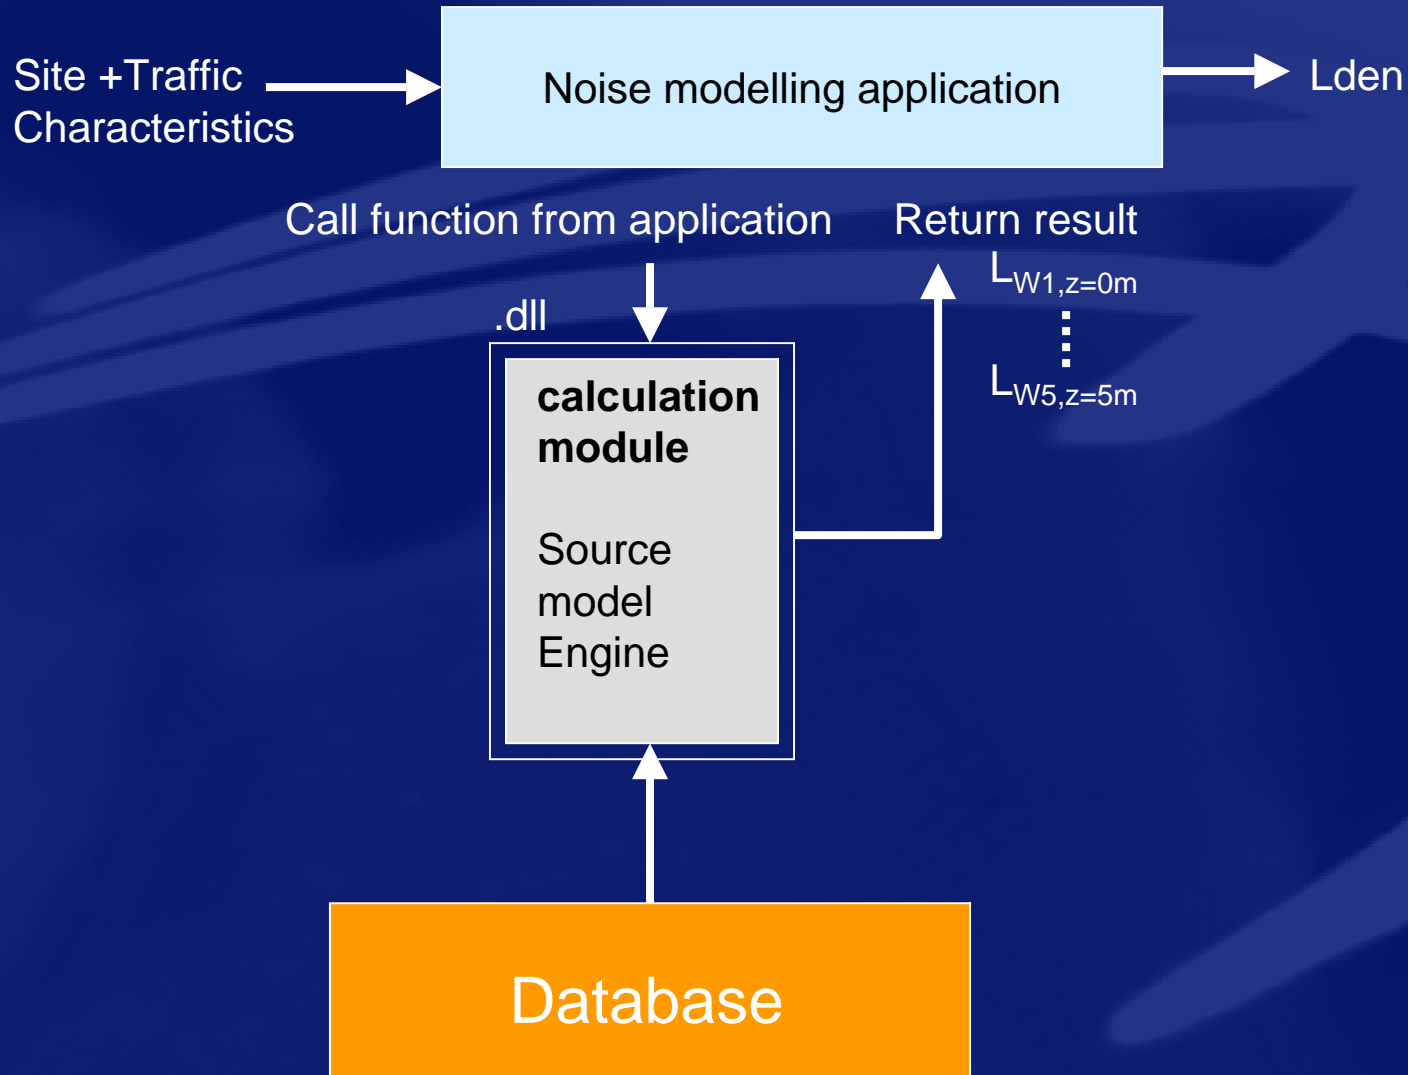 Site +Traffic
Characteristics
Noise modelling application
Lden
Call function from application
Return result
LW1,z=0m
LW5,z=5m
.dll
calculation
module
Source
model
Engine
Database